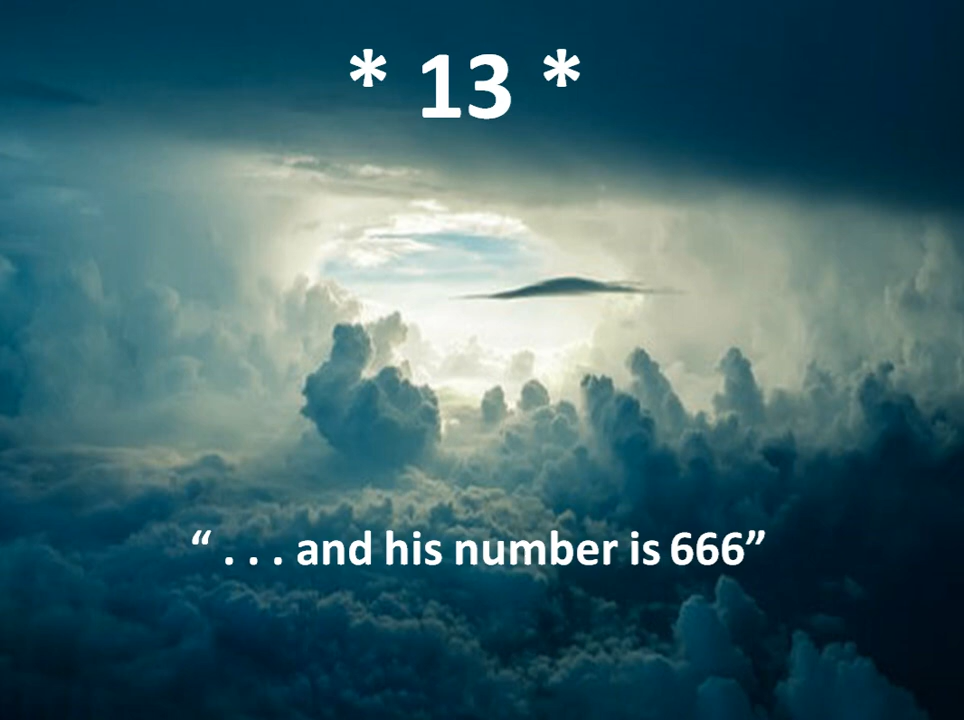 * 13 *
“ . . . and his number is 666”